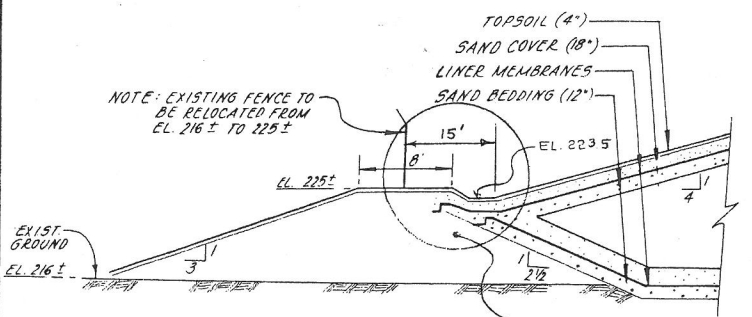 TOPSOIL (4")
SAND COVER (18")
LINER MEMBRANES
SAND BEDDING (12")
NOTE: EXISTING FENCE TO
BE RELOCATED FROM
EL. 216± TO 225±
15'
EL. 223.5
8'
EL. 225±
1
4
EXIST.
GROUND
1
3
1
2½
EL. 216±